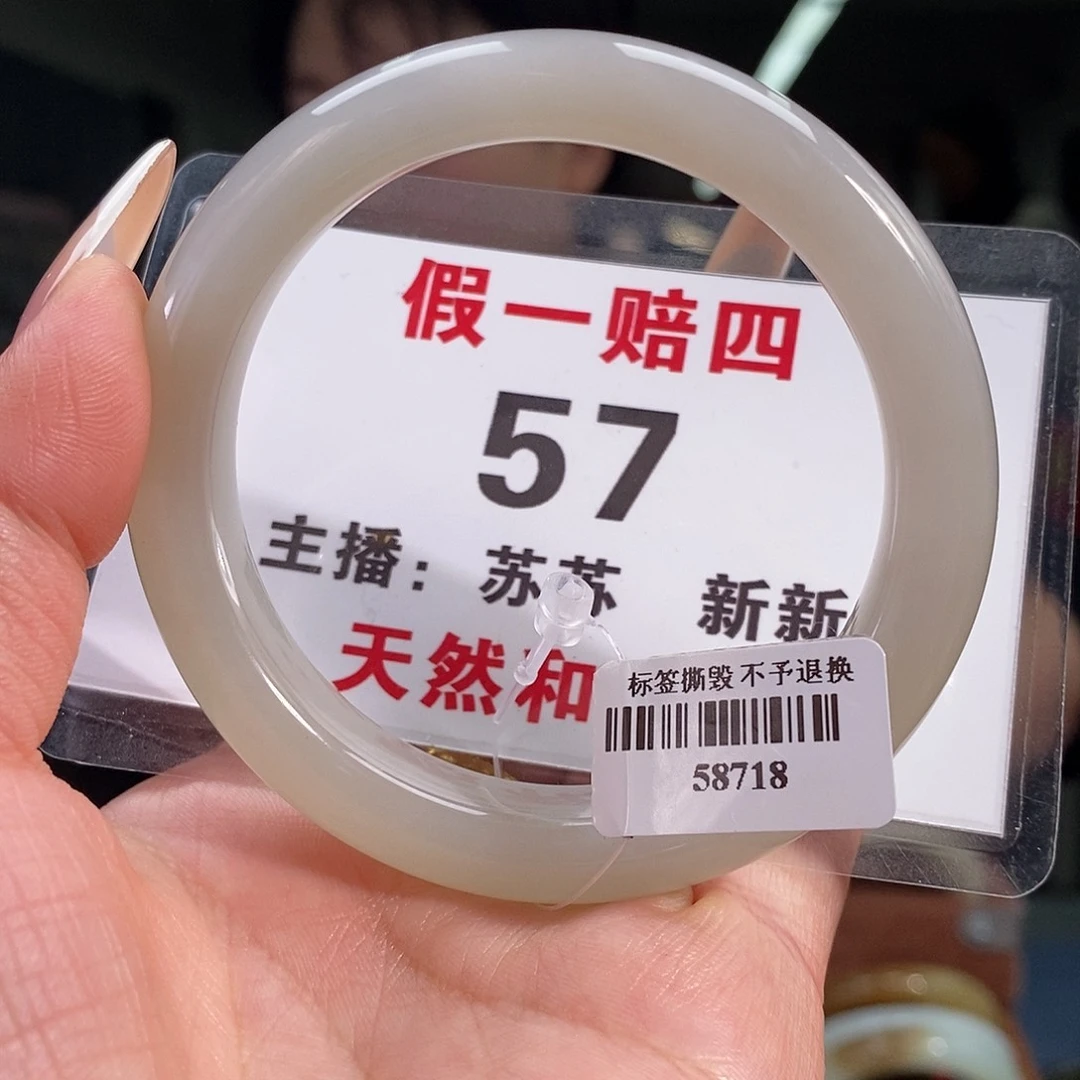 假一赔四
57
主播：苏苏 新新
天然和
标签撕毁 不予退换
58718